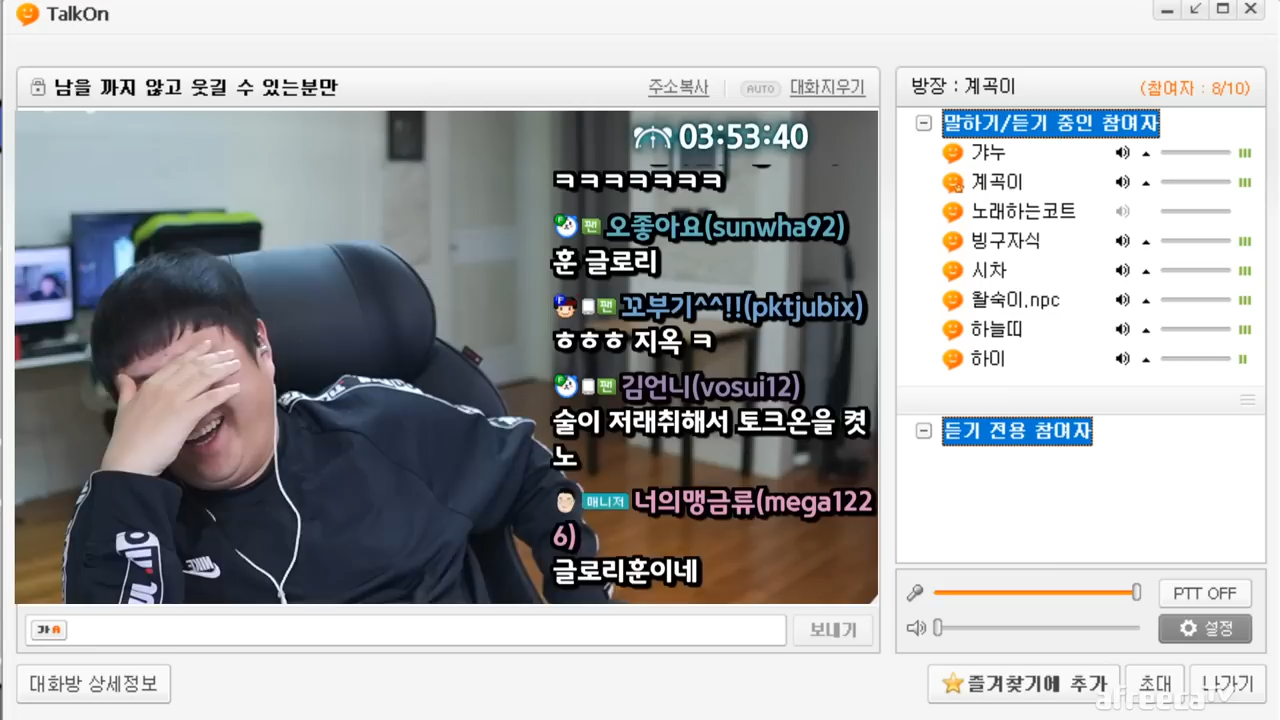 TalkOn
남을 까지 않고 웃길 수 있는분만
주소복사
AUTO
대화지우기
03:53:40
ㅋㅋㅋㅋㅋㅋㅋ
팬 오좋아요(sunwha92)
훈 글로리
팬 꼬부기^^!!(pktjubix)
ㅎㅎㅎ 지옥 ㅋ
팬 김언니(vosui12)
술이 저래취해서 토크온을 켯
노
매니저 너의맹금류(mega122
6)
글로리훈이네
가A
보내기
대화방 상세정보
방장 : 계곡이
(참여자 : 8/10)
말하기/듣기 중인 참여자
갸누
계곡이
노래하는코트
빙구자식
시차
왈숙이,npc
하늘띠
하이
듣기 전용 참여자
PTT OFF
설정
즐겨찾기에 추가
초대
나가기
afreecaTV